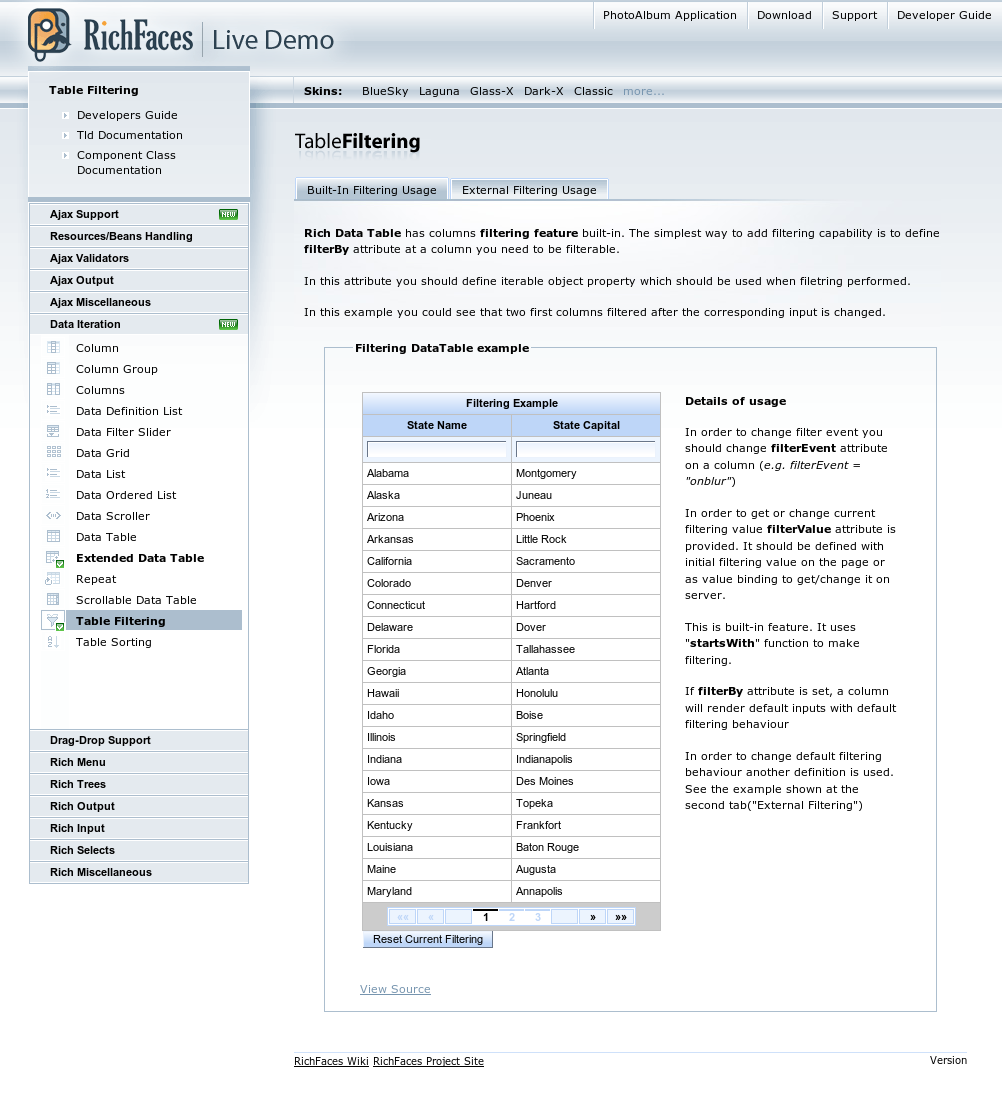 PhotoAlbum Application Download Support Developer Guide
RichFaces Live Demo
Skins: BlueSky Laguna Glass-X Dark-X Classic more...
Table Filtering
Developers Guide
Tld Documentation
Component Class
Documentation
Ajax Support NEW
Resources/Beans Handling
Ajax Validators
Ajax Output
Ajax Miscellaneous
Data Iteration NEW
Column
Column Group
Columns
Data Definition List
Data Filter Slider
Data Grid
Data List
Data Ordered List
Data Scroller
Data Table
Extended Data Table
Repeat
Scrollable Data Table
Table Filtering
Table Sorting
Drag-Drop Support
Rich Menu
Rich Trees
Rich Output
Rich Input
Rich Selects
Rich Miscellaneous
TableFiltering
Built-In Filtering Usage External Filtering Usage
Rich Data Table has columns filtering feature built-in. The simplest way to add filtering capability is to define
filterBy attribute at a column you need to be filterable.
In this attribute you should define iterable object property which should be used when filetring performed.
In this example you could see that two first columns filtered after the corresponding input is changed.
Filtering DataTable example
Filtering Example
State Name State Capital
Alabama Montgomery
Alaska Juneau
Arizona Phoenix
Arkansas Little Rock
California Sacramento
Colorado Denver
Connecticut Hartford
Delaware Dover
Florida Tallahassee
Georgia Atlanta
Hawaii Honolulu
Idaho Boise
Illinois Springfield
Indiana Indianapolis
Iowa Des Moines
Kansas Topeka
Kentucky Frankfort
Louisiana Baton Rouge
Maine Augusta
Maryland Annapolis
«« « 1 2 3 » »»
Reset Current Filtering
Details of usage
In order to change filter event you
should change filterEvent attribute
on a column (e.g. filterEvent =
"onblur")
In order to get or change current
filtering value filterValue attribute is
provided. It should be defined with
initial filtering value on the page or
as value binding to get/change it on
server.
This is built-in feature. It uses
"startsWith" function to make
filtering.
If filterBy attribute is set, a column
will render default inputs with default
filtering behaviour
In order to change default filtering
behaviour another definition is used.
See the example shown at the
second tab("External Filtering")
View Source
RichFaces Wiki RichFaces Project Site Version